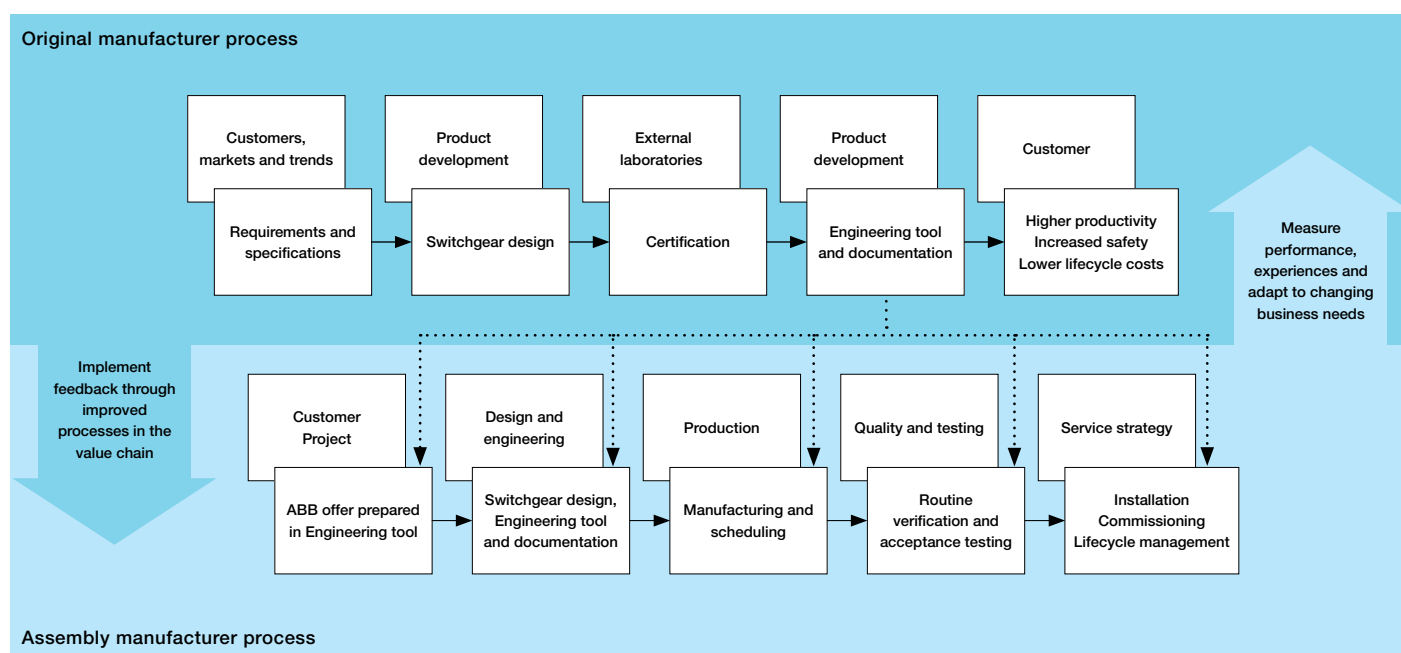 Original manufacturer process
Customers,
markets and trends
Requirements and
specifications
Product
development
Switchgear design
External
laboratories
Certification
Product
development
Engineering tool
and documentation
Customer
Higher productivity
Increased safety
Lower lifecycle costs
Measure
performance,
experiences and
adapt to changing
business needs
Implement
feedback through
improved
processes in the
value chain
Customer
Project
ABB offer prepared
in Engineering tool
Design and
engineering
Switchgear design,
Engineering tool
and documentation
Production
Manufacturing and
scheduling
Quality and testing
Routine
verification and
acceptance testing
Service strategy
Installation
Commissioning
Lifecycle management
Assembly manufacturer process